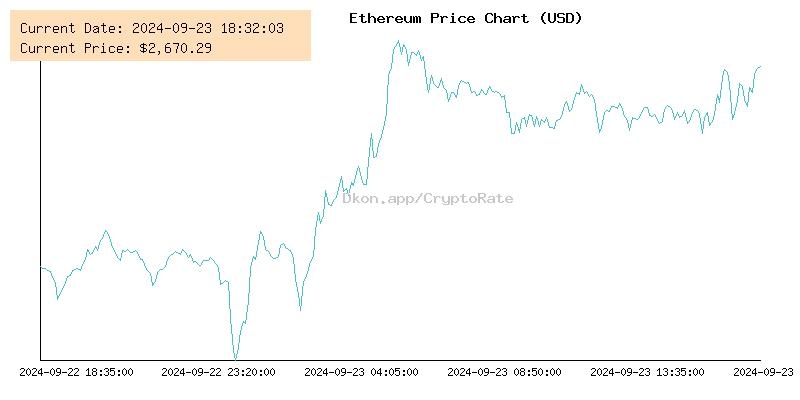 Ethereum Price Chart (USD)
Current Date: 2024-09-23 18:32:03
Current Price: $2,670.29
Dkon.app/CryptoRate
2024-09-22 18:35:00 2024-09-22 23:20:00 2024-09-23 04:05:00 2024-09-23 08:50:00 2024-09-23 13:35:00 2024-09-23